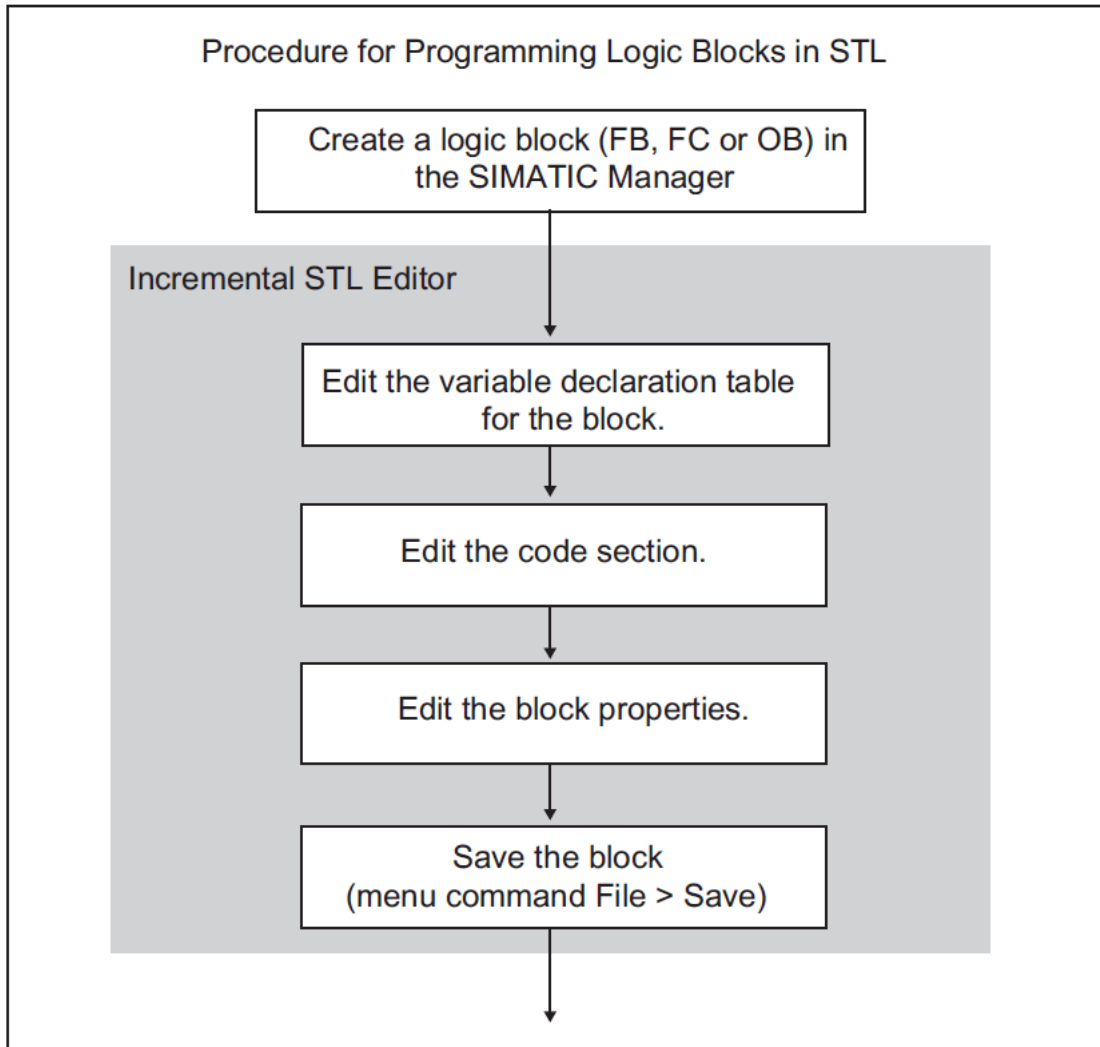 Procedure for Programming Logic Blocks in STL
Create a logic block (FB, FC or OB) in
the SIMATIC Manager
Incremental STL Editor
Edit the variable declaration table
for the block.
Edit the code section.
Edit the block properties.
Save the block
(menu command File > Save)